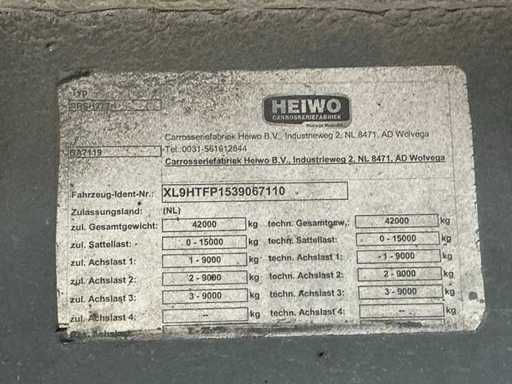 Typ
HEIWO
CARROSSERIEFABRIEK
Carrosseriefabriek Heiwo B.V., Industrieweg 2, NL 8471, AD Wolvega
SA7119
Tel.:0031-561612644
Carrosseriefabriek Heiwo B.V., Industrieweg 2, NL 8471, AD Wolvega
Fahrzeug-Ident-Nr.: XL9HTFP1539067110
Zulassungsland: (NL)
zul. Gesamtgewicht: 42000 kg techn. Gesamtgew.: 42000 kg
zul. Sattellast: 0 - 15000 kg techn. Sattellast: 0 - 15000 kg
zul. Achslast 1: 1 - 9000 kg techn. Achslast 1: 1 - 9000 kg
zul. Achslast 2: 2 - 9000 kg techn. Achslast 2: 2 - 9000 kg
zul. Achslast 3: 3 - 9000 kg techn. Achslast 3: 3 - 9000 kg
zul. Achslast 4: -- kg techn. Achslast 4: -- kg